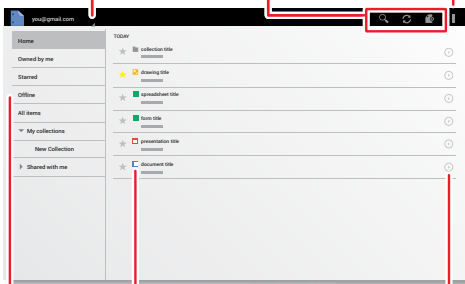 you@gmail.com
Home
Owned by me
Starred
Offline
All items
My collections
New Collection
Shared with me
TODAY
collection title
drawing title
spreadsheet title
form title
presentation title
document title